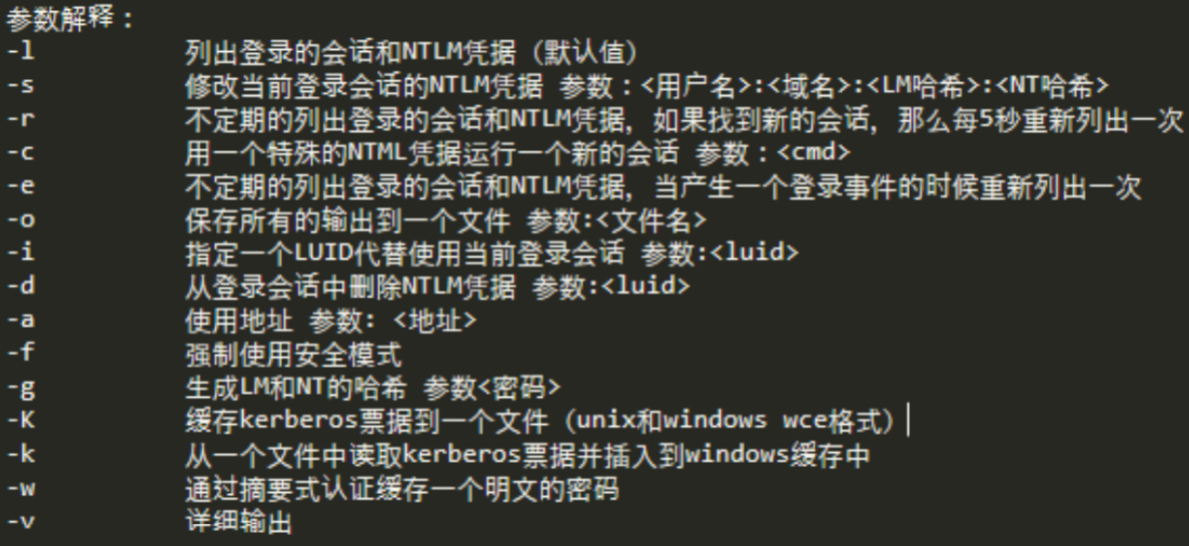 参数解释：
-l 列出登录的会话和NTLM凭据（默认值）
-s 修改当前登录会话的NTLM凭据 参数：<用户名>:<域名>:<LM哈希>:<NT哈希>
-r 不定期的列出登录的会话和NTLM凭据，如果找到新的会话，那么每5秒重新列出一次
-c 用一个特殊的NTML凭据运行一个新的会话 参数：<cmd>
-e 不定期的列出登录的会话和NTLM凭据，当产生一个登录事件的时候重新列出一次
-o 保存所有的输出到一个文件 参数:<文件名>
-i 指定一个LUID代替使用当前登录会话 参数:<luid>
-d 从登录会话中删除NTLM凭据 参数:<luid>
-a 使用地址 参数: <地址>
-f 强制使用安全模式
-g 生成LM和NT的哈希 参数<密码>
-K 缓存kerberos票据到一个文件（unix和windows wce格式）
-k 从一个文件中读取kerberos票据并插入到windows缓存中
-w 通过摘要式认证缓存一个明文的密码
-v 详细输出